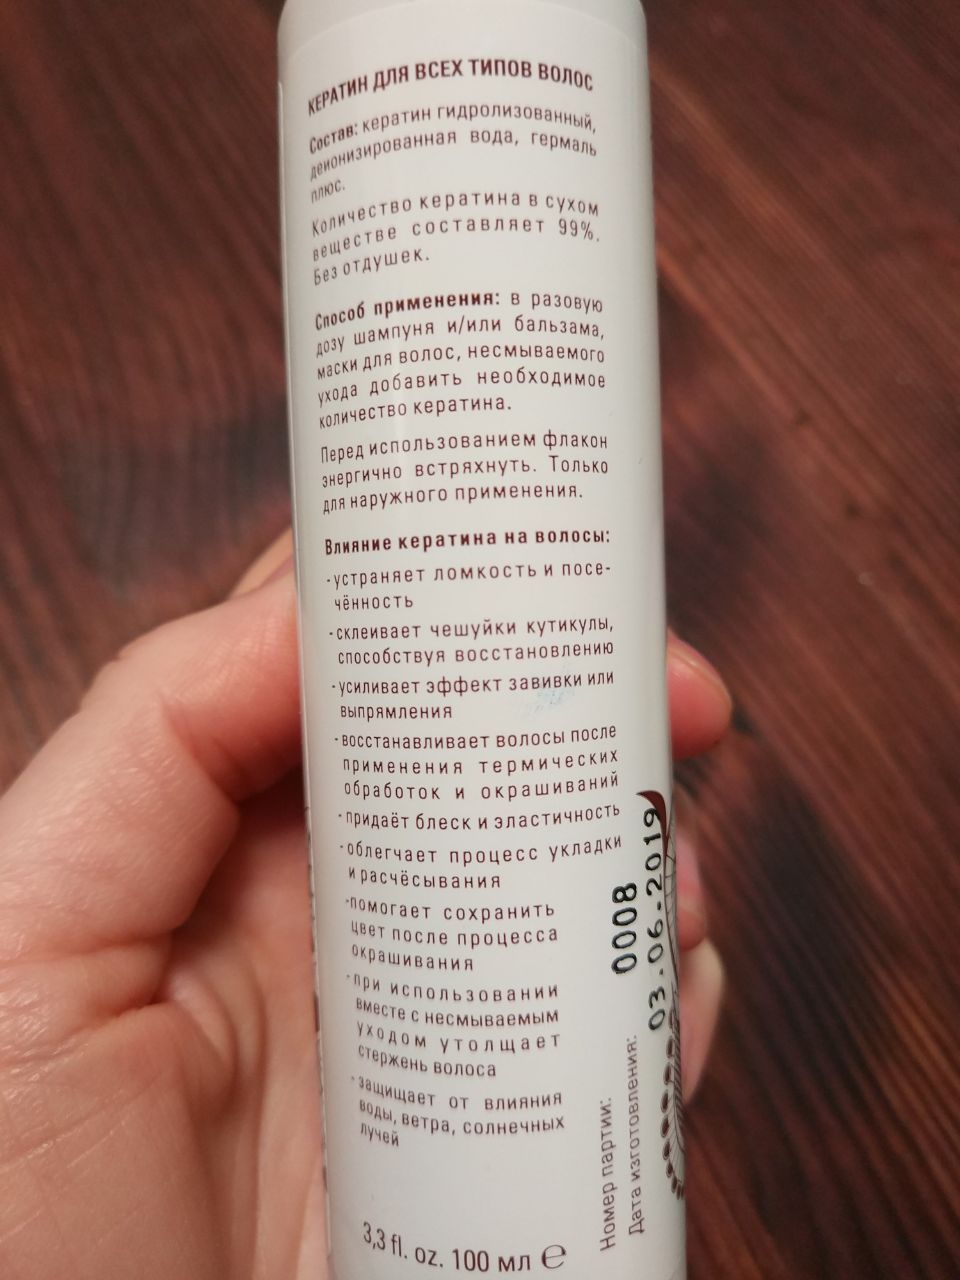 КЕРАТИН ДЛЯ ВСЕХ ТИПОВ ВОЛОС
Состав: кератин гидролизованный,
деионизированная вода, гермаль
плюс.
Количество кератина в сухом
веществе составляет 99%.
Без отдушек.
Способ применения: в разовую
дозу шампуня и/или бальзама,
маски для волос, несмываемого
ухода добавить необходимое
количество кератина.
Перед использованием флакон
энергично встряхнуть. Только
для наружного применения.
Влияние кератина на волосы:
-устраняет ломкость и посе-
чённость
-склеивает чешуйки кутикулы,
способствуя восстановлению
-усиливает эффект завивки или
выпрямления
-восстанавливает волосы после
применения термических
обработок и окрашиваний
-придаёт блеск и эластичность
-облегчает процесс укладки
и расчёсывания
-помогает сохранить
цвет после процесса
окрашивания
-при использовании
вместе с несмываемым
уходом утолщает
стержень волоса
-защищает от влияния
воды, ветра, солнечных
лучей
3,3 fl. oz. 100 мл ℮
Номер партии: 0008
Дата изготовления: 03.06.2019